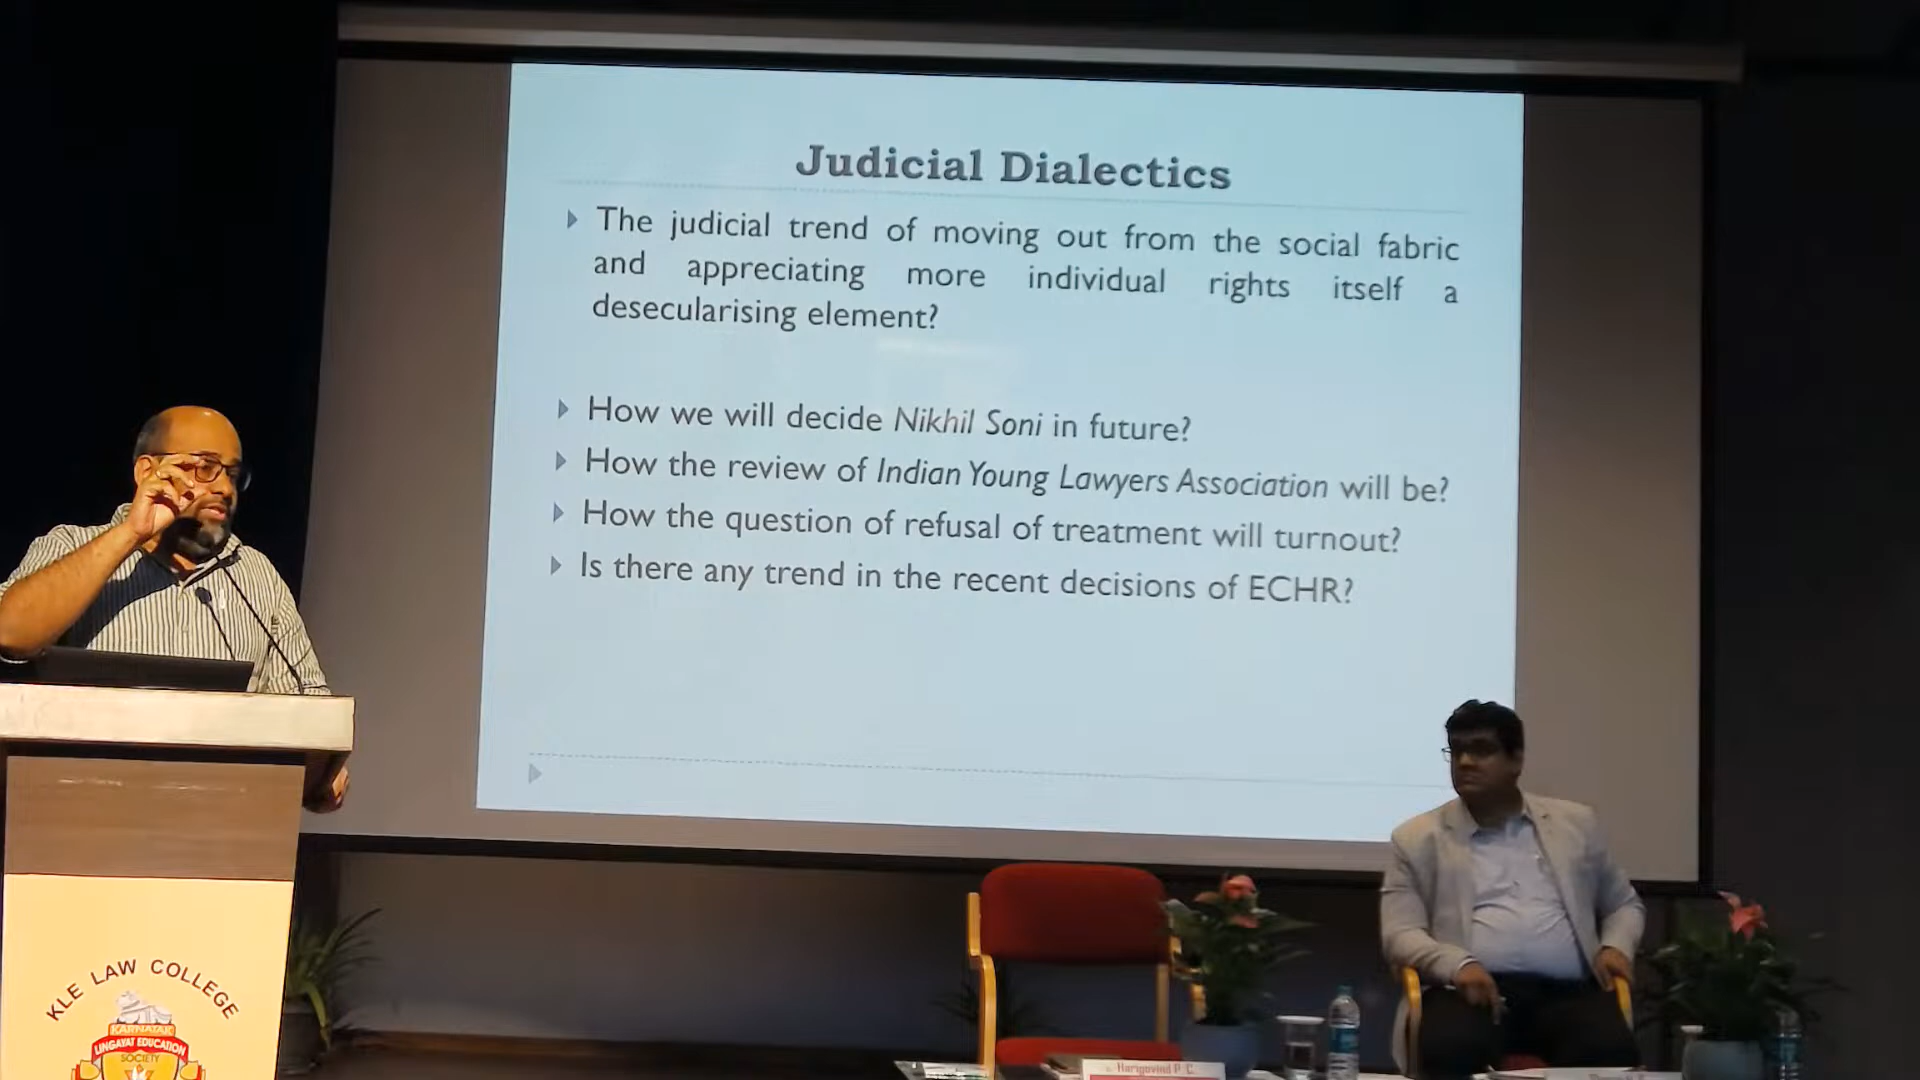 Judicial Dialectics
The judicial trend of moving out from the social fabric
and appreciating more individual rights itself a
desecularising element?
How we will decide Nikhil Soni in future?
How the review of Indian Young Lawyers Association will be?
How the question of refusal of treatment will turnout?
Is there any trend in the recent decisions of ECHR?
KLE LAW COLLEGE
KARNATAK
LINGAYAT EDUCATION
SOCIETY
Harigovind P. C.